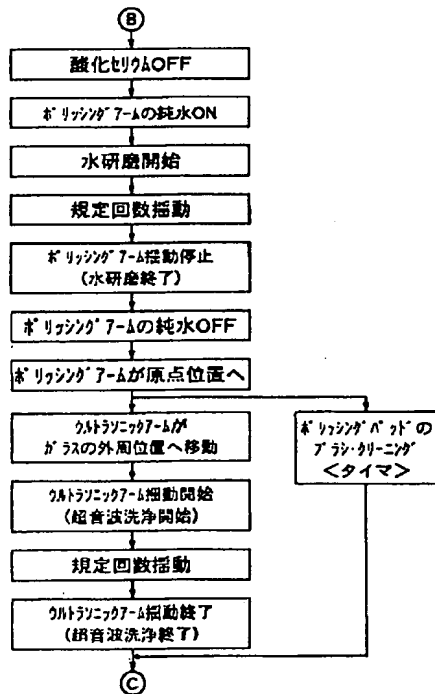 B
酸化ｾﾘｳﾑOFF
ﾎﾟﾘｯｼﾝｸﾞｱｰﾑの純水ON
水研磨開始
規定回数揺動
ﾎﾟﾘｯｼﾝｸﾞｱｰﾑ揺動停止
(水研磨終了)
ﾎﾟﾘｯｼﾝｸﾞｱｰﾑの純水OFF
ﾎﾟﾘｯｼﾝｸﾞｱｰﾑが原点位置へ
ｳﾙﾄﾗｿﾆｯｸｱｰﾑが
ｶﾞﾗｽの外周位置へ移動
ﾎﾟﾘｯｼﾝｸﾞﾊﾟｯﾄﾞの
ﾌﾞﾗｼ･ｸﾘｰﾆﾝｸﾞ
<タイマ>
ｳﾙﾄﾗｿﾆｯｸｱｰﾑ揺動開始
(超音波洗浄開始)
規定回数揺動
ｳﾙﾄﾗｿﾆｯｸｱｰﾑ揺動終了
(超音波洗浄終了)
C